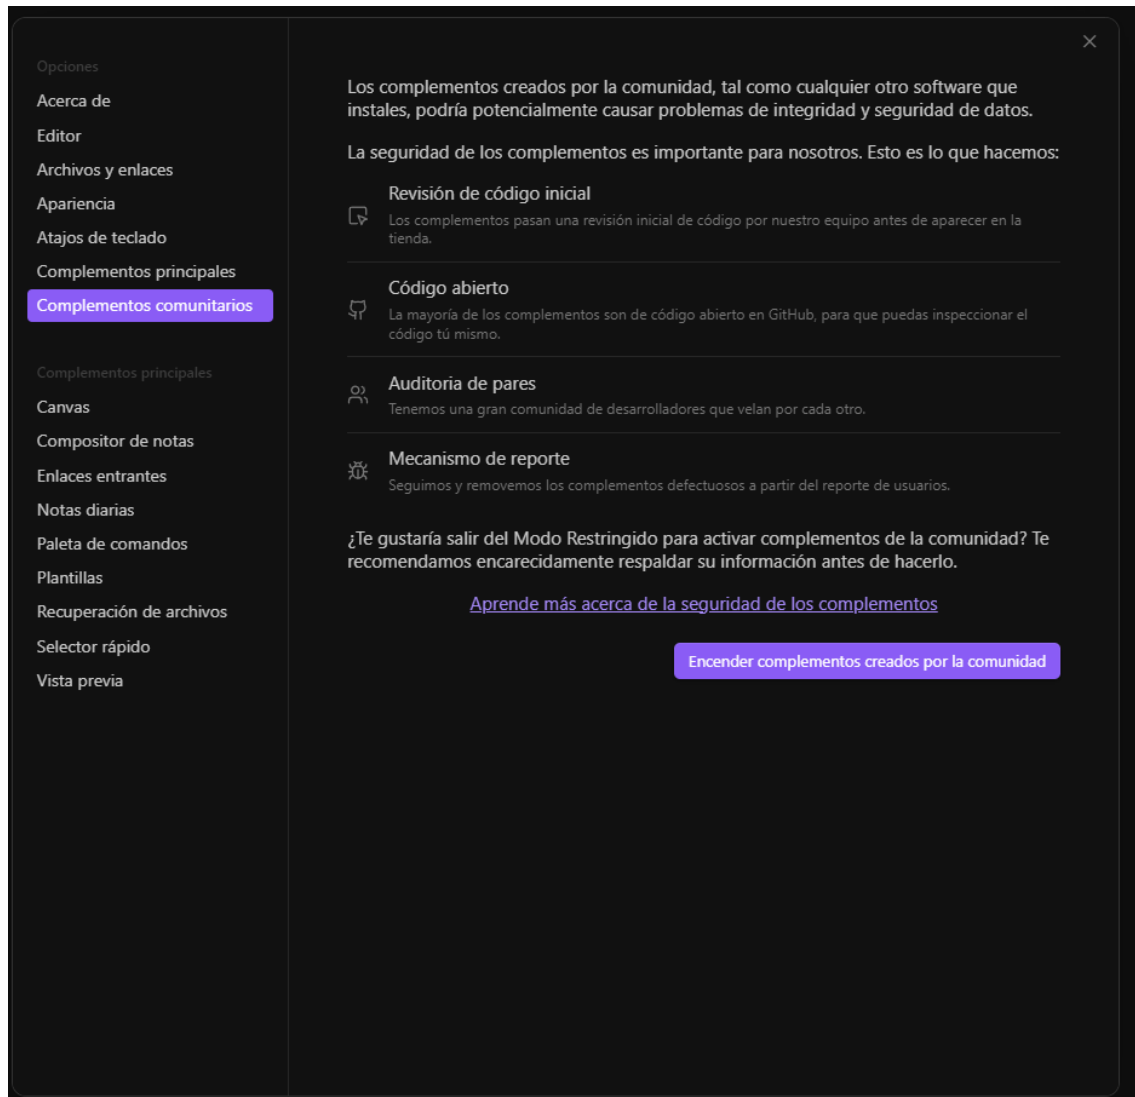 Opciones
Acerca de
Editor
Archivos y enlaces
Apariencia
Atajos de teclado
Complementos principales
Complementos comunitarios
Complementos principales
Canvas
Compositor de notas
Enlaces entrantes
Notas diarias
Paleta de comandos
Plantillas
Recuperación de archivos
Selector rápido
Vista previa
Los complementos creados por la comunidad, tal como cualquier otro software que
instales, podría potencialmente causar problemas de integridad y seguridad de datos.
La seguridad de los complementos es importante para nosotros. Esto es lo que hacemos:
Revisión de código inicial
Los complementos pasan una revisión inicial de código por nuestro equipo antes de aparecer en la
tienda.
Código abierto
La mayoría de los complementos son de código abierto en GitHub, para que puedas inspeccionar el
código tú mismo.
Auditoria de pares
Tenemos una gran comunidad de desarrolladores que velan por cada otro.
Mecanismo de reporte
Seguimos y removemos los complementos defectuosos a partir del reporte de usuarios.
¿Te gustaría salir del Modo Restringido para activar complementos de la comunidad? Te
recomendamos encarecidamente respaldar su información antes de hacerlo.
Aprende más acerca de la seguridad de los complementos
Encender complementos creados por la comunidad